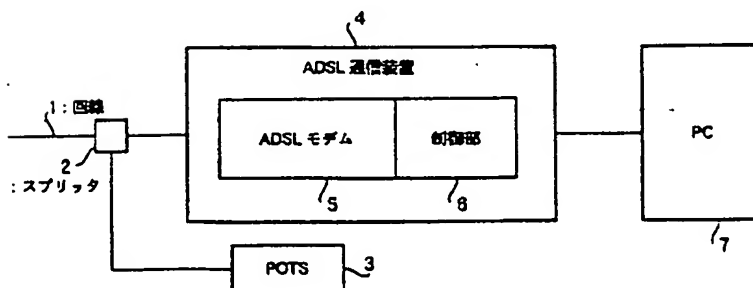 4
ADSL 通信装置
1 : 回線
PC
ADSL モデム
制御部
2
: スプリッタ
5
6
7
POTS
3